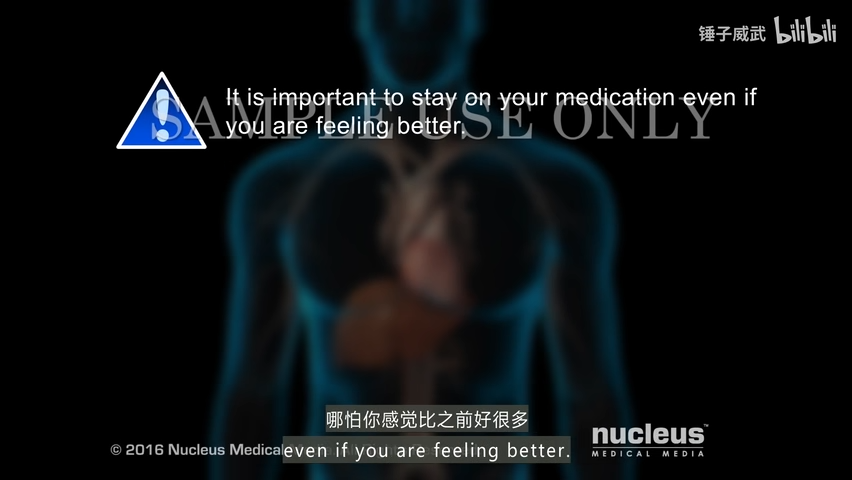 锤子威武 bilibili
It is important to stay on your medication even if
SAMPLE USE ONLY
you are feeling better.
哪怕你感觉比之前好很多
even if you are feeling better.
© 2016 Nucleus Medical
nucleus™
MEDICAL MEDIA